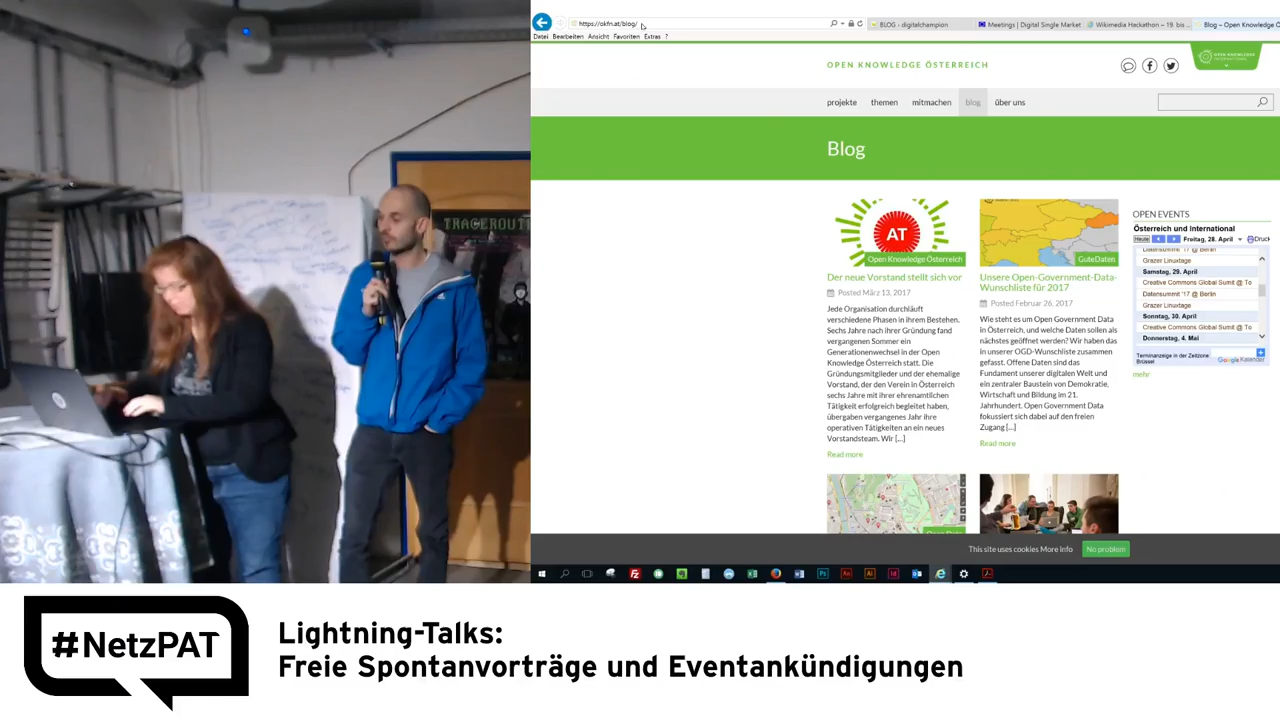 TRACEROUT
https://okfn.at/blog/
BLOG - digitalchampion
Meetings | Digital Single Market
Wikimedia Hackathon – 19. bis ...
Blog – Open Knowledge
Datei Bearbeiten Ansicht Favoriten Extras ?
OPEN KNOWLEDGE ÖSTERREICH
OPEN KNOWLEDGE
INTERNATIONAL
projekte themen mitmachen blog über uns
Blog
AT
Open Knowledge Österreich
Der neue Vorstand stellt sich vor
Posted März 13, 2017
Jede Organisation durchläuft
verschiedene Phasen in ihrem Bestehen.
Sechs Jahre nach ihrer Gründung fand
vergangenen Sommer ein
Generationenwechsel in der Open
Knowledge Österreich statt. Die
Gründungsmitglieder und der ehemalige
Vorstand, der den Verein in Österreich
sechs Jahre mit ihrer ehrenamtlichen
Tätigkeit erfolgreich begleitet haben,
übergaben vergangenes Jahr ihre
operativen Tätigkeiten an ein neues
Vorstandsteam. Wir [...]
Read more
GuteDaten
Unsere Open-Government-Data-
Wunschliste für 2017
Posted Februar 26, 2017
Wie steht es um Open Government Data
in Österreich, und welche Daten sollen als
nächstes geöffnet werden? Wir haben das
in unserer OGD-Wunschliste zusammen
gefasst. Offene Daten sind das
Fundament unserer digitalen Welt und
ein zentraler Baustein von Demokratie,
Wirtschaft und Bildung im 21.
Jahrhundert. Open Government Data
fokussiert sich dabei auf den freien
Zugang [...]
Read more
OPEN EVENTS
Österreich und International
Heute Freitag, 28. April Druck
Datensummit '17 @ Berlin
Grazer Linuxtage
Samstag, 29. April
Creative Commons Global Sumit @ To
Datensummit '17 @ Berlin
Grazer Linuxtage
Sonntag, 30. April
Creative Commons Global Sumit @ To
Donnerstag, 4. Mai
Terminanzeige in der Zeitzone
Brüssel
Google Kalender
mehr
This site uses cookies More info No problem
#NetzPAT
Lightning-Talks:
Freie Spontanvorträge und Eventankündigungen